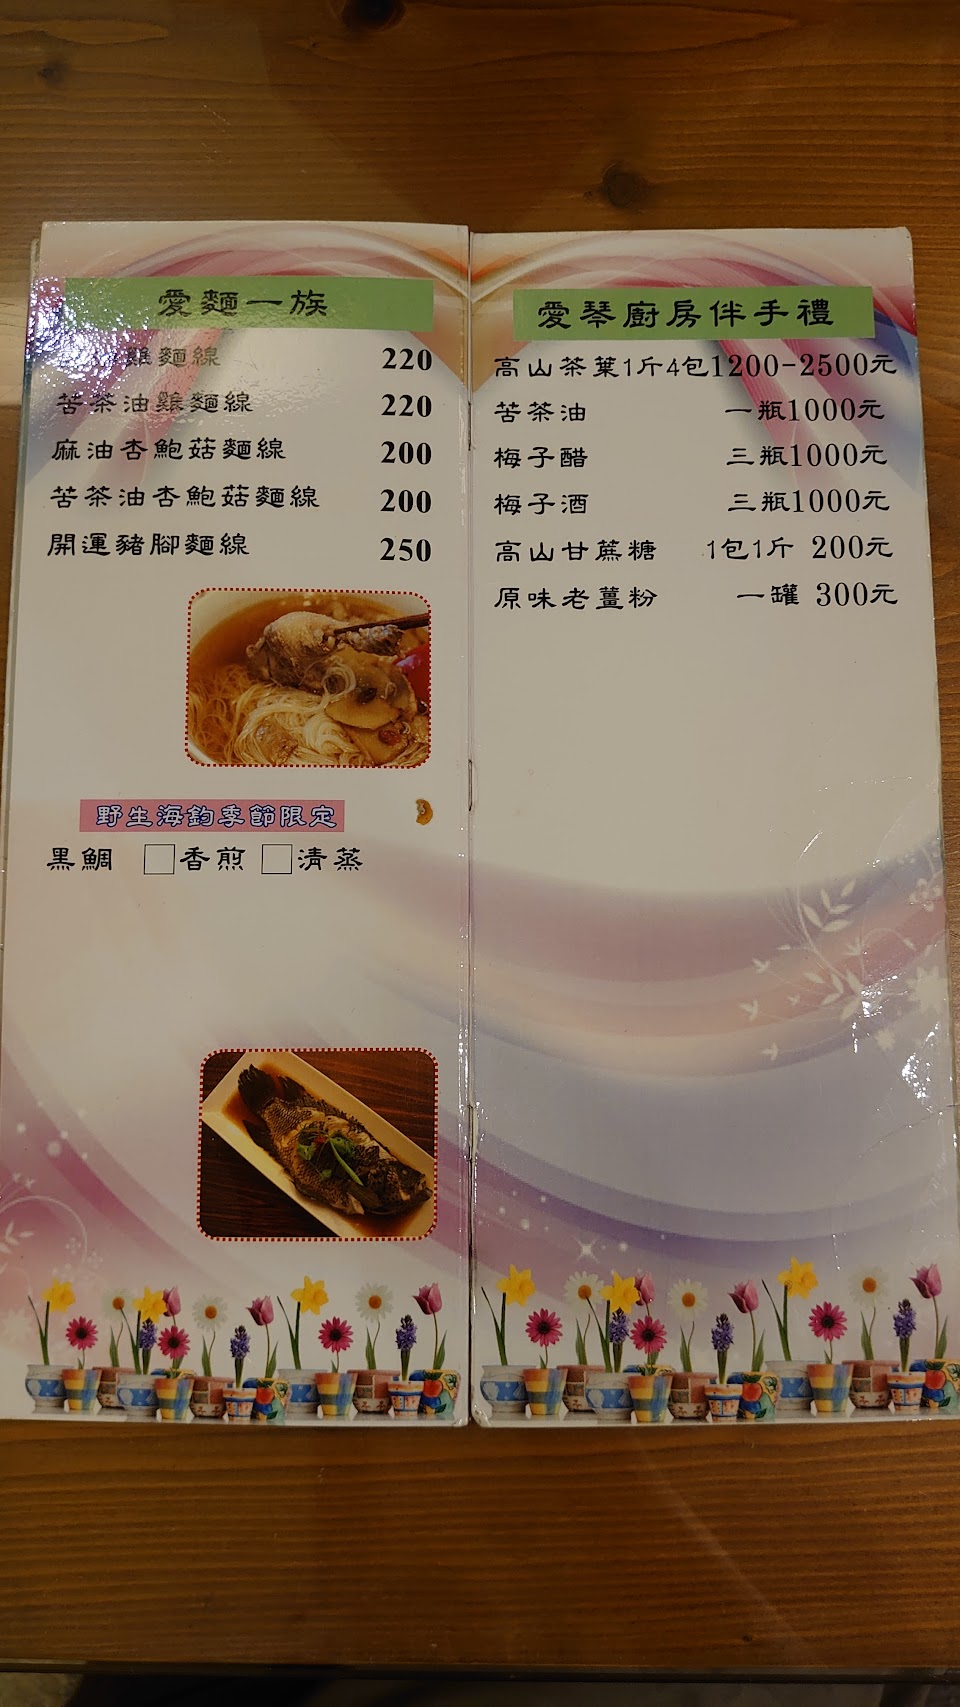 愛麵一族
雞麵線 220
苦茶油雞麵線 220
麻油杏鮑菇麵線 200
苦茶油杏鮑菇麵線 200
開運豬腳麵線 250
野生海鈞季節限定
黑鯛 □香煎 □清蒸
愛琴廚房伴手禮
高山茶葉1斤4包1200-2500元
苦茶油 一瓶1000元
梅子醋 三瓶1000元
梅子酒 三瓶1000元
高山甘蔗糖 1包1斤 200元
原味老薑粉 一罐 300元